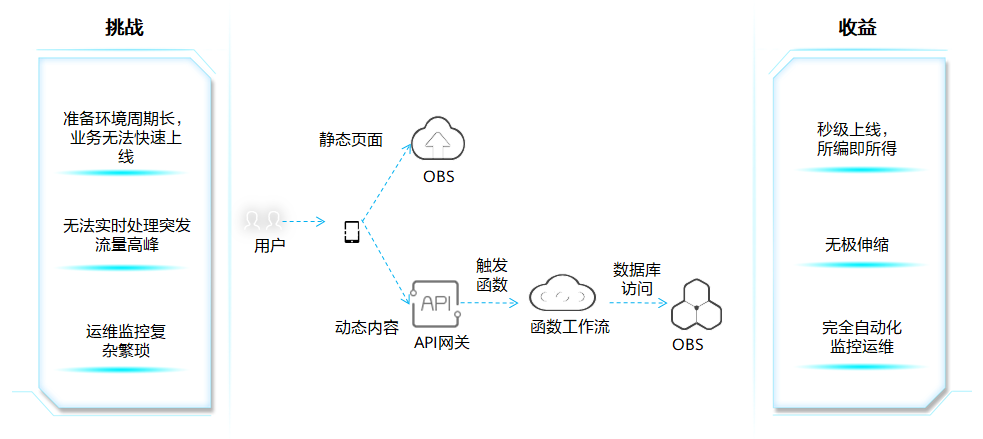 挑战
准备环境周期长，
业务无法快速上
线
无法实时处理突发
流量高峰
运维监控复
杂繁琐
用户
静态页面
OBS
动态内容
API
API网关
触发
函数
函数工作流
数据库
访问
OBS
收益
秒级上线，
所编即所得
无极伸缩
完全自动化
监控运维